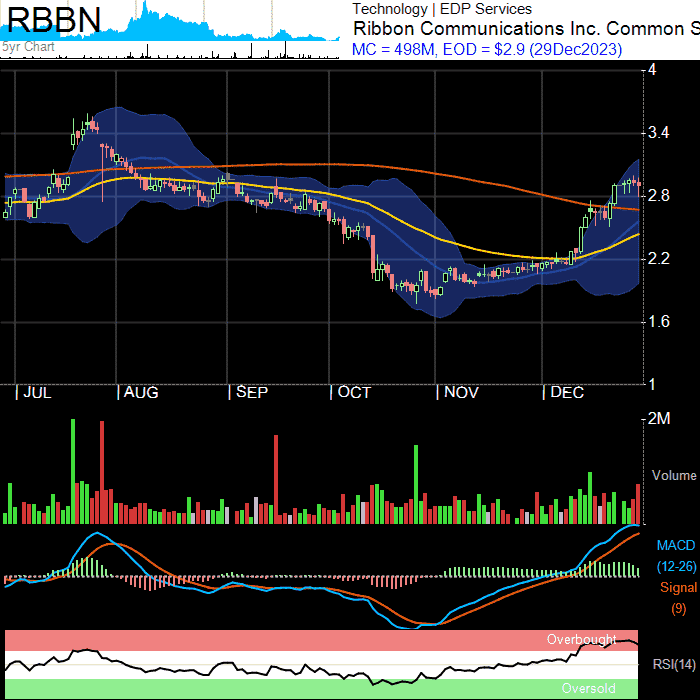 RBBN
5yr Chart
Technology | EDP Services
Ribbon Communications Inc. Common S
MC = 498M, EOD = $2.9 (29Dec2023)
4
3.4
2.8
2.2
1.6
1
JUL AUG SEP OCT NOV DEC
2M
Volume
MACD
(12-26)
Signal
(9)
Overbought
RSI(14)
Oversold